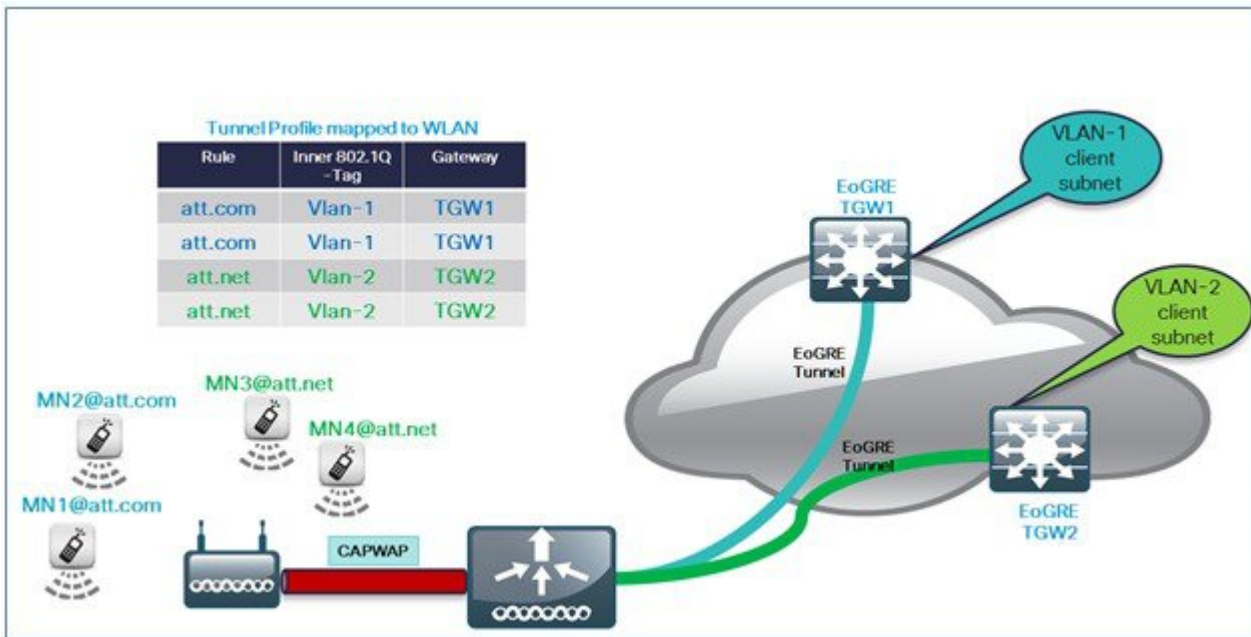 Tunnel Profile mapped to WLAN
Rule
Inner 802.1Q
-Tag
Gateway
att.com
Vlan-1
TGW1
att.com
Vlan-1
TGW1
att.net
Vlan-2
TGW2
att.net
Vlan-2
TGW2
VLAN-1
client
subnet
EoGRE
TGW1
VLAN-2
client
subnet
EoGRE
Tunnel
MN3@att.net
MN2@att.com
MN4@att.net
EoGRE
Tunnel
MN1@att.com
EoGRE
TGW2
CAPWAP